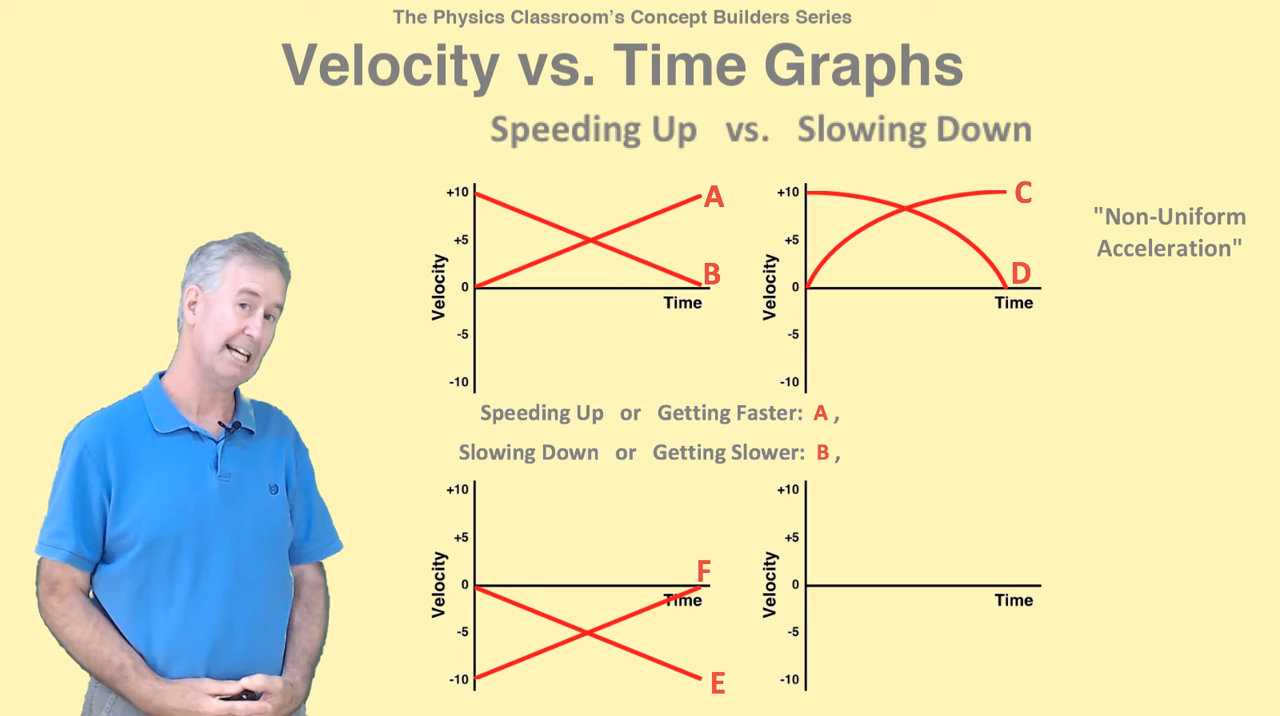 The Physics Classroom's Concept Builders Series
Velocity vs. Time Graphs
Speeding Up vs. Slowing Down
+10
+5
0
-5
-10
Velocity
Time
A
B
+10
+5
0
-5
-10
Velocity
Time
C
D
"Non-Uniform
Acceleration"
Speeding Up or Getting Faster: A ,
Slowing Down or Getting Slower: B ,
+10
+5
0
-5
-10
Velocity
Time
F
E
+10
+5
0
-5
-10
Velocity
Time